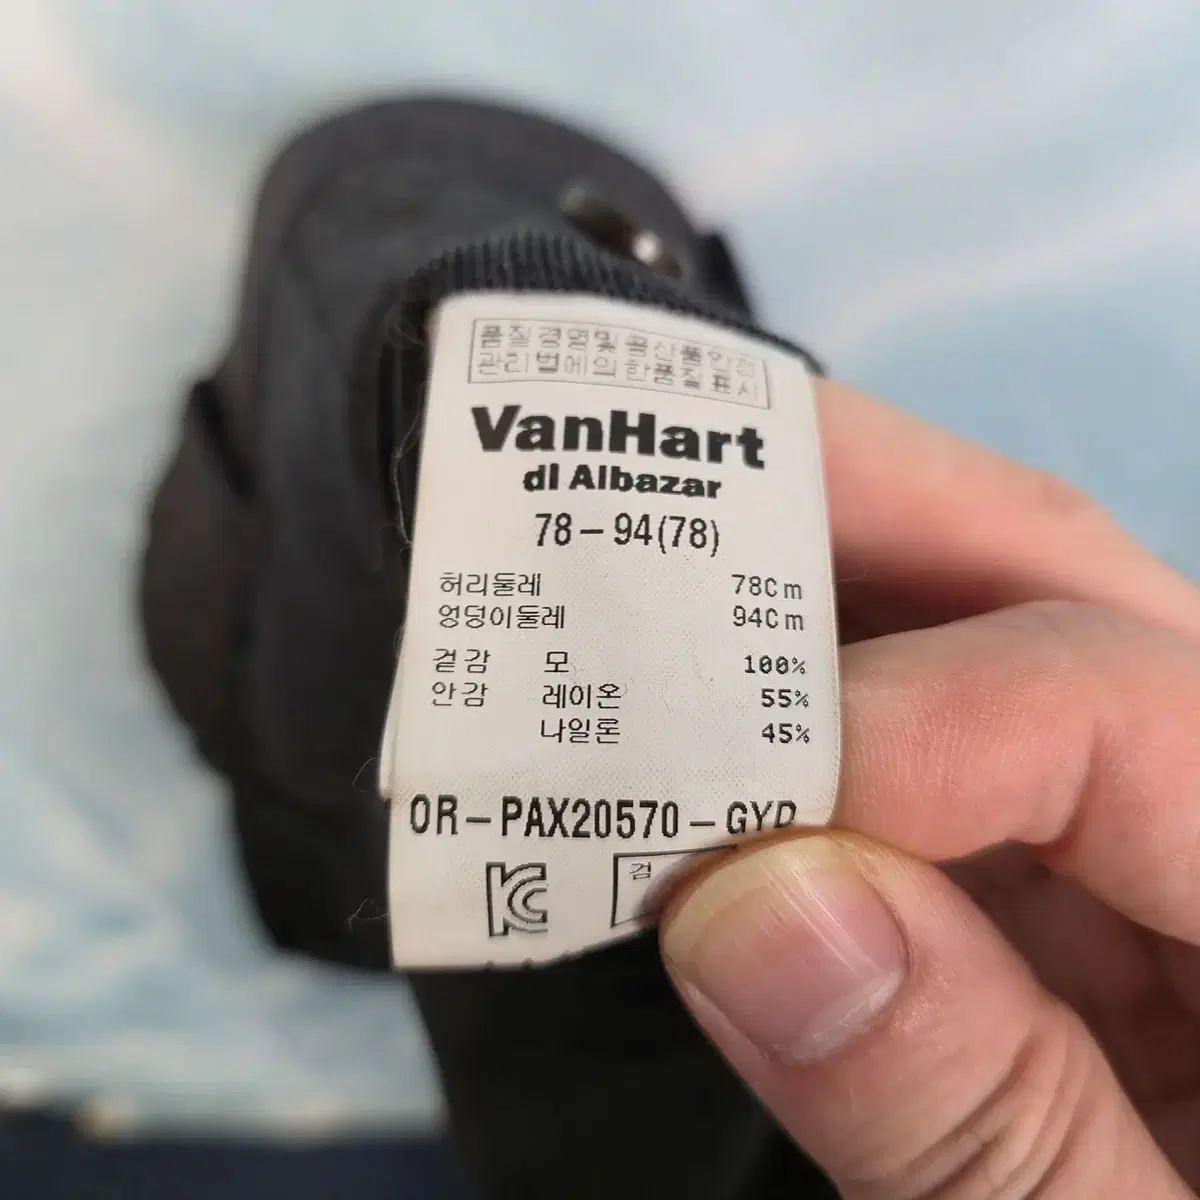 품질경영및공산품안전
관리법에의한품질표시
VanHart
di Albazar
78-94(78)
허리둘레 78Cm
엉덩이둘레 94Cm
겉감 모 100%
안감 레이온 55%
나일론 45%
OR-PAX20570-GYD
KC
검